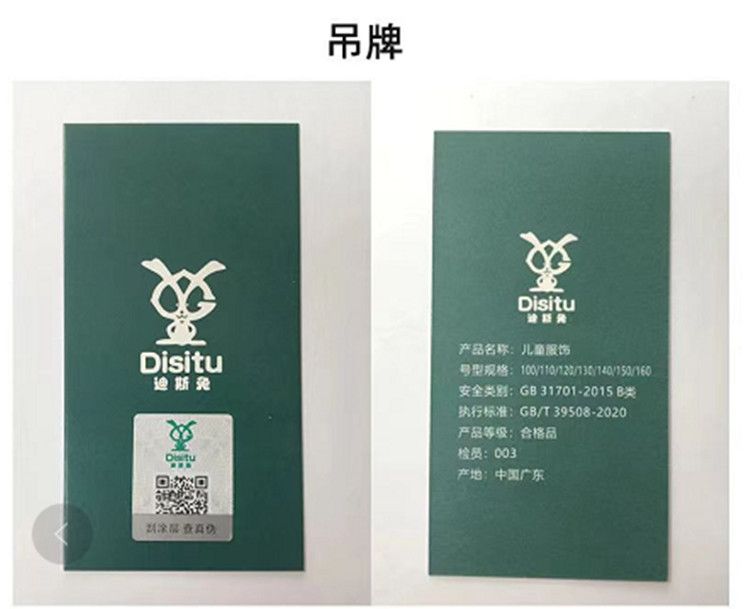 吊牌
Disitu
迪斯兔
Disitu
迪斯兔
刮涂层 查真伪
Disitu
迪斯兔
产品名称：儿童服饰
号型规格：100/110/120/130/140/150/160
安全类别：GB 31701-2015 B类
执行标准：GB/T 39508-2020
产品等级：合格品
检员：003
产地：中国广东